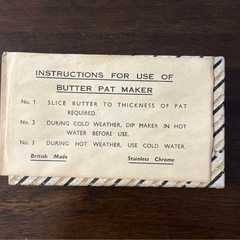 INSTRUCTIONS FOR USE OF
BUTTER PAT MAKER
No. 1 SLICE BUTTER TO THICKNESS OF PAT
REQUIRED.
No. 2 DURING COLD WEATHER, DIP MAKER IN HOT
WATER BEFORE USE.
No. 3 DURING HOT WEATHER, USE COLD WATER.
British Made Stainless Chrome